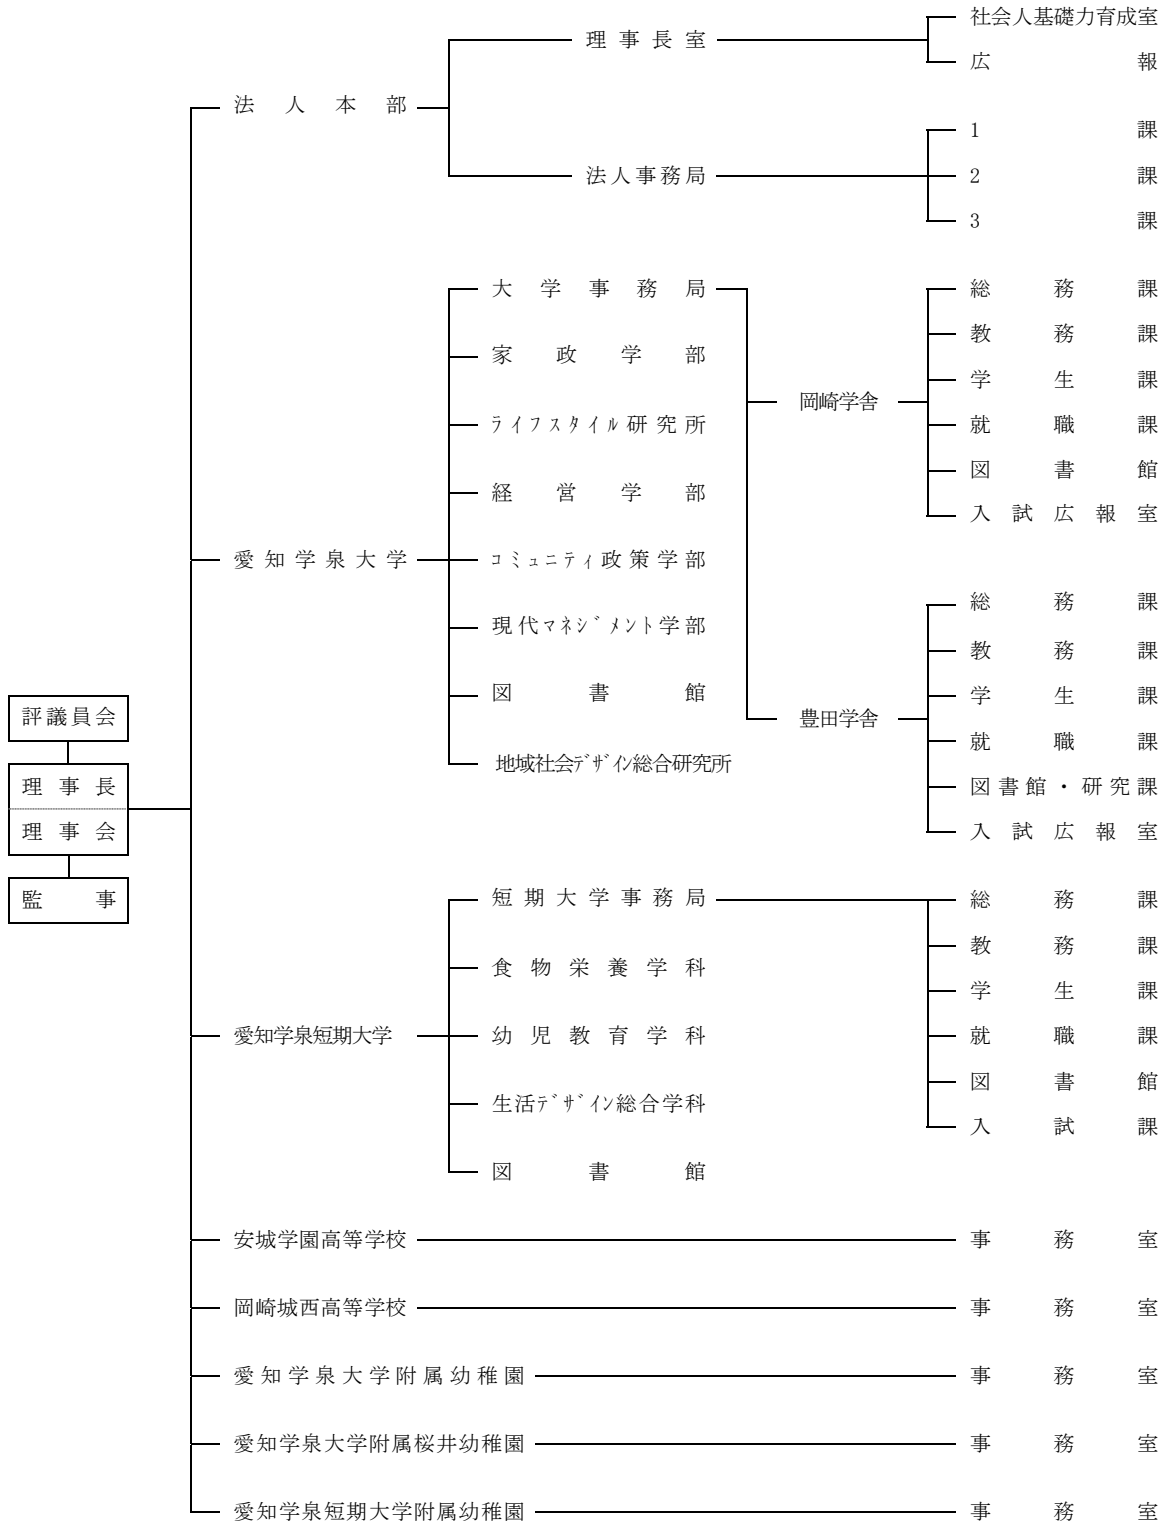 社会人基礎力育成室
理事長室
広報
法人本部
1課
法人事務局
2課
3課
大学事務局
総務課
家政学部
教務課
学生課
岡崎学舎
ライフスタイル研究所
就職課
図書館
経営学部
入試広報室
愛知学泉大学
コミュニティ政策学部
総務課
現代マネジメント学部
教務課
図書館
学生課
評議員会
豊田学舎
就職課
地域社会デザイン総合研究所
理事長
図書館・研究課
理事会
入試広報室
監事
短期大学事務局
総務課
教務課
食物栄養学科
学生課
愛知学泉短期大学
幼児教育学科
就職課
図書館
生活デザイン総合学科
入試課
図書館
安城学園高等学校
事務室
岡崎城西高等学校
事務室
愛知学泉大学附属幼稚園
事務室
愛知学泉大学附属桜井幼稚園
事務室
愛知学泉短期大学附属幼稚園
事務室